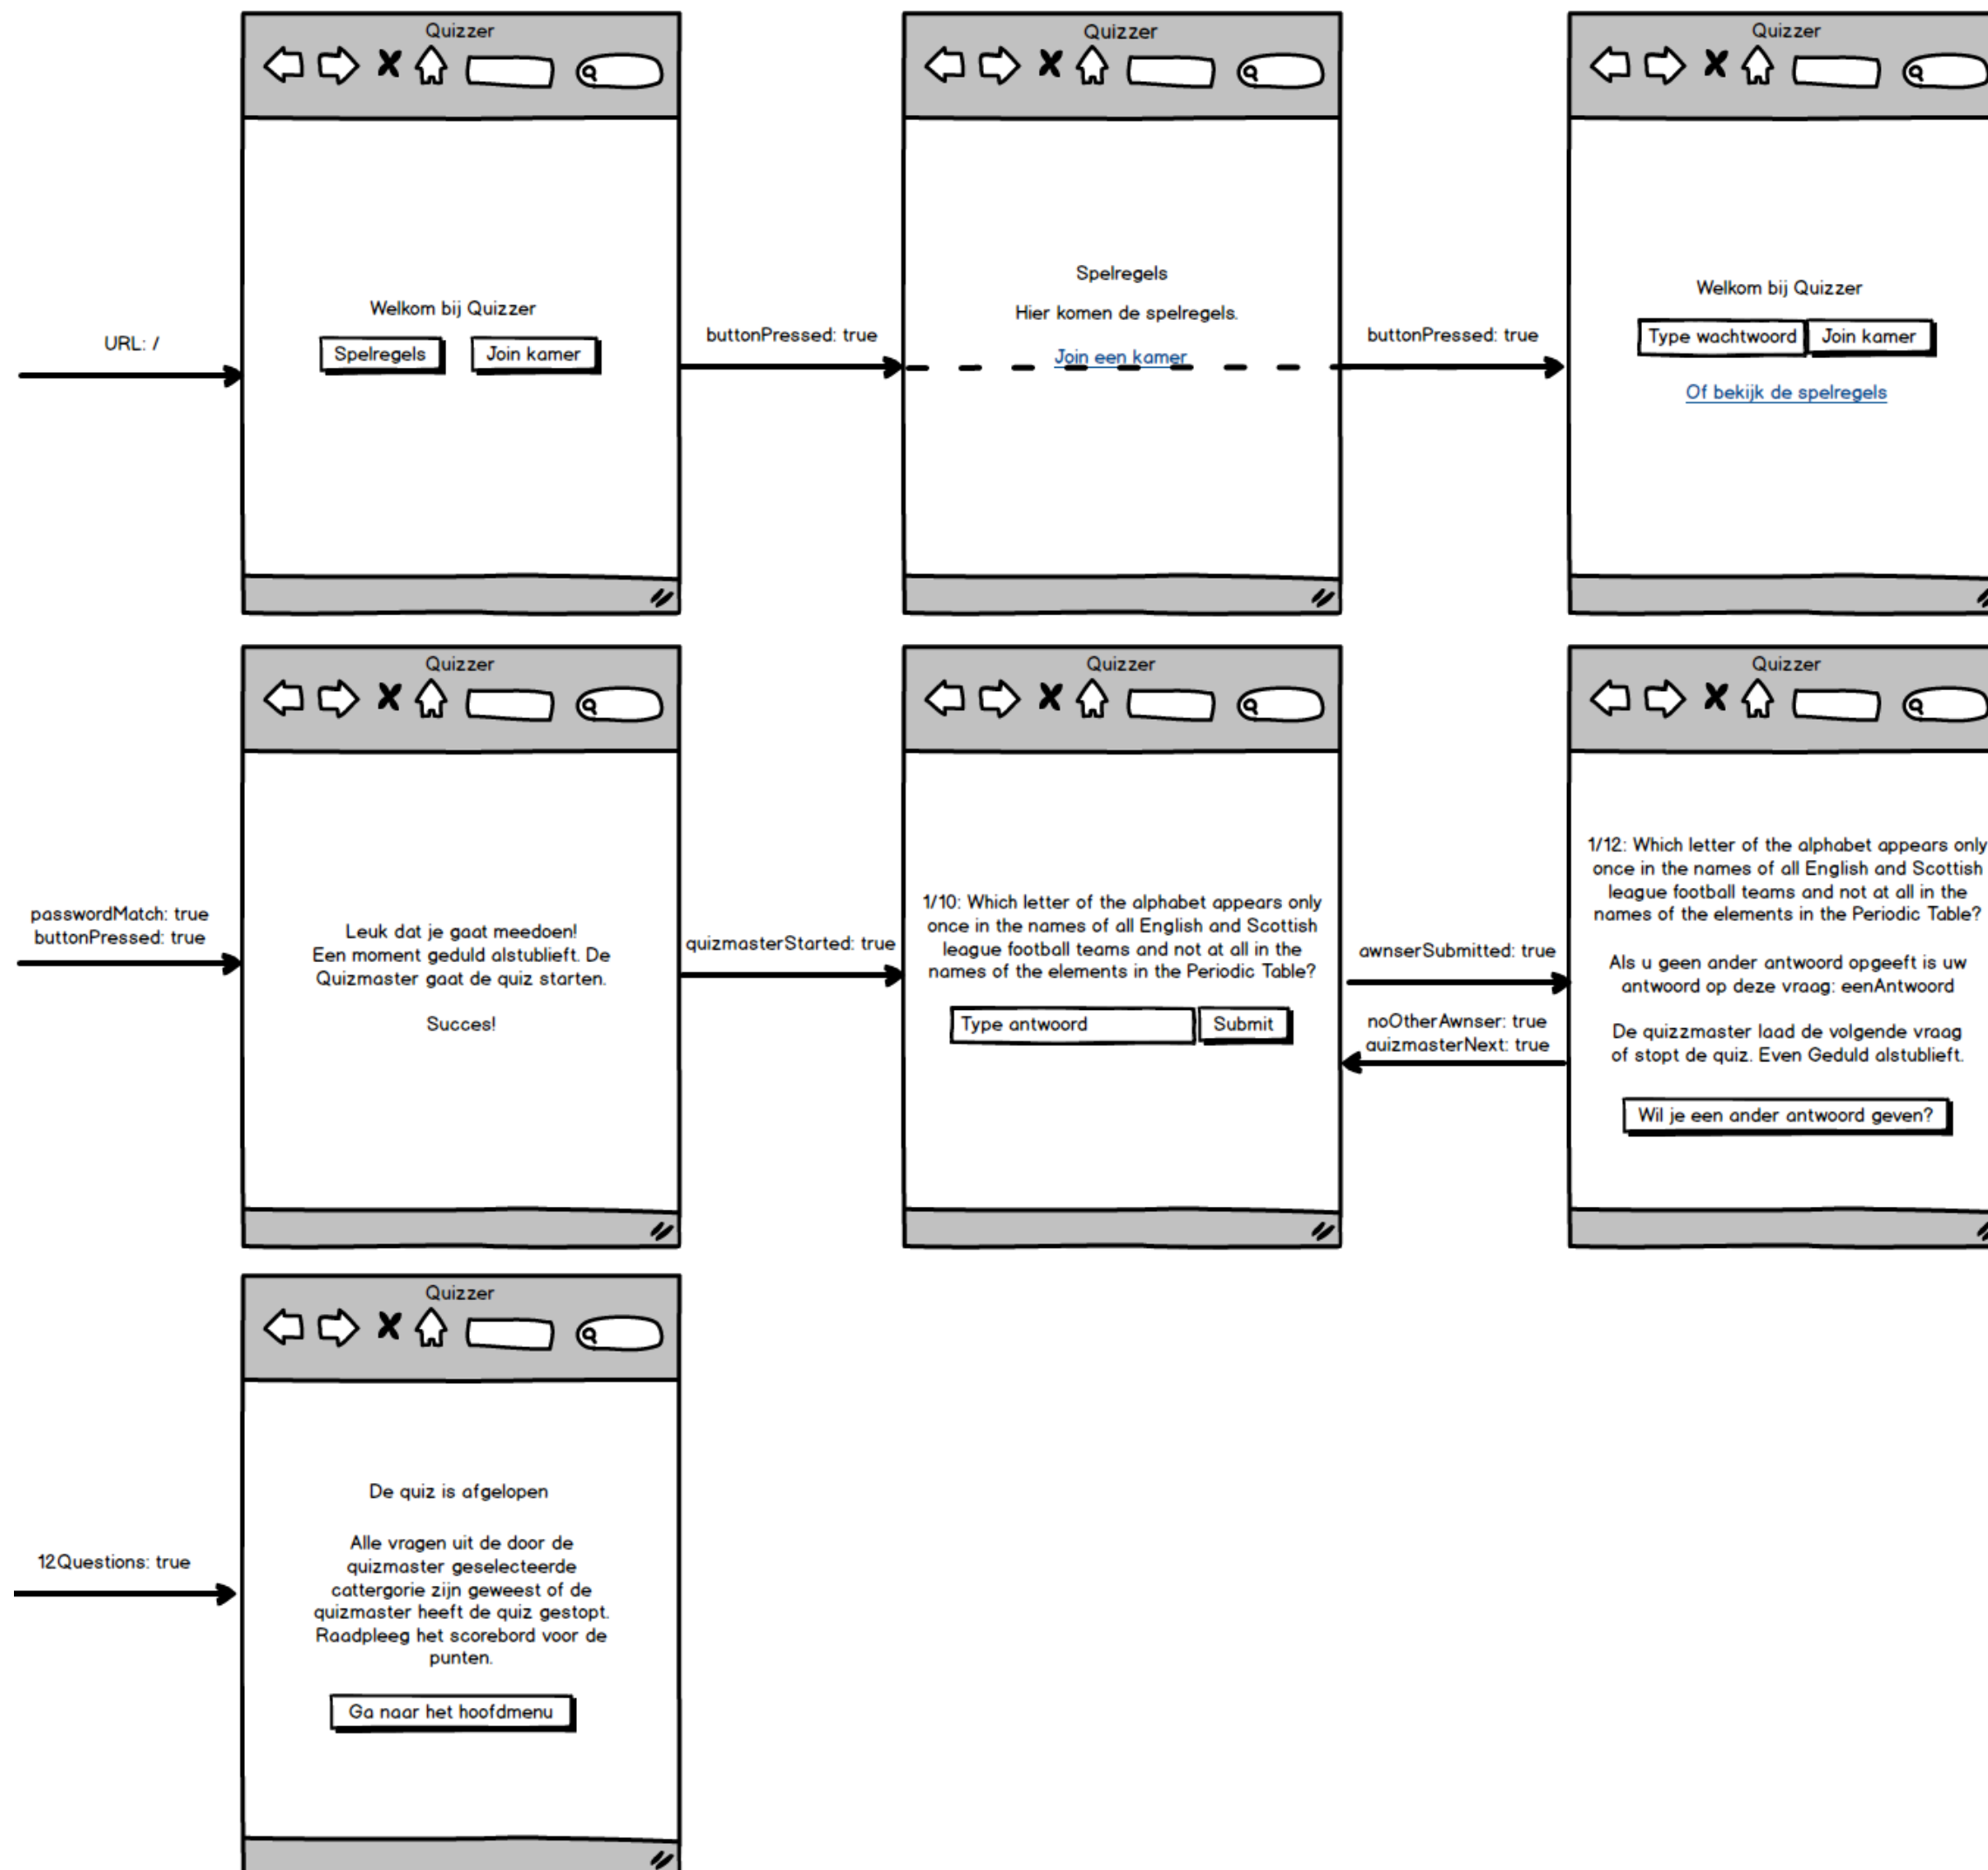 Quizzer
Quizzer
Quizzer
URL: /
Welkom bij Quizzer
Spelregels
Join kamer
buttonPressed: true
Spelregels
Hier komen de spelregels.
Join een kamer
buttonPressed: true
Welkom bij Quizzer
Type wachtwoord
Join kamer
Of bekijk de spelregels
Quizzer
Quizzer
Quizzer
passwordMatch: true
buttonPressed: true
Leuk dat je gaat meedoen!
Een moment geduld alstublieft. De
Quizmaster gaat de quiz starten.
Succes!
quizmasterStarted: true
1/10: Which letter of the alphabet appears only
once in the names of all English and Scottish
league football teams and not at all in the
names of the elements in the Periodic Table?
Type antwoord
Submit
awnserSubmitted: true
noOtherAwnser: true
quizmasterNext: true
1/12: Which letter of the alphabet appears only
once in the names of all English and Scottish
league football teams and not at all in the
names of the elements in the Periodic Table?
Als u geen ander antwoord opgeeft is uw
antwoord op deze vraag: eenAntwoord
De quizzmaster laad de volgende vraag
of stopt de quiz. Even Geduld alstublieft.
Wil je een ander antwoord geven?
Quizzer
12Questions: true
De quiz is afgelopen
Alle vragen uit de door de
quizmaster geselecteerde
cattergorie zijn geweest of de
quizmaster heeft de quiz gestopt.
Raadpleeg het scorebord voor de
punten.
Ga naar het hoofdmenu